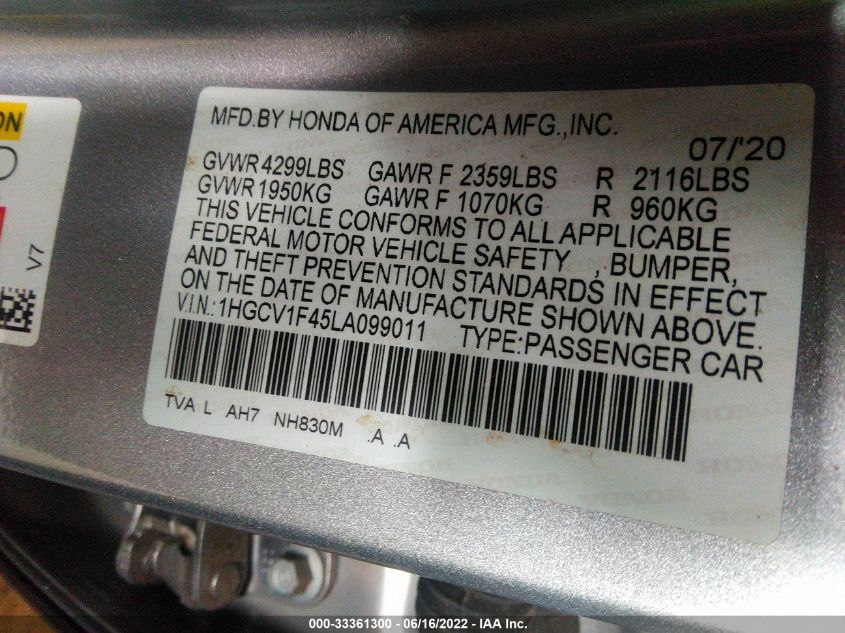 ON
V7
MFD.BY HONDA OF AMERICA MFG.,INC.
07/'20
GVWR 4299LBS GAWR F 2359LBS R 2116LBS
GVWR 1950KG GAWR F 1070KG R 960KG
THIS VEHICLE CONFORMS TO ALL APPLICABLE
FEDERAL MOTOR VEHICLE SAFETY , BUMPER,
AND THEFT PREVENTION STANDARDS IN EFFECT
ON THE DATE OF MANUFACTURE SHOWN ABOVE.
V.I.N.: 1HGCV1F45LA099011 TYPE:PASSENGER CAR
TVA L AH7 NH830M .A .A
000-33361300 - 06/16/2022 - IAA Inc.